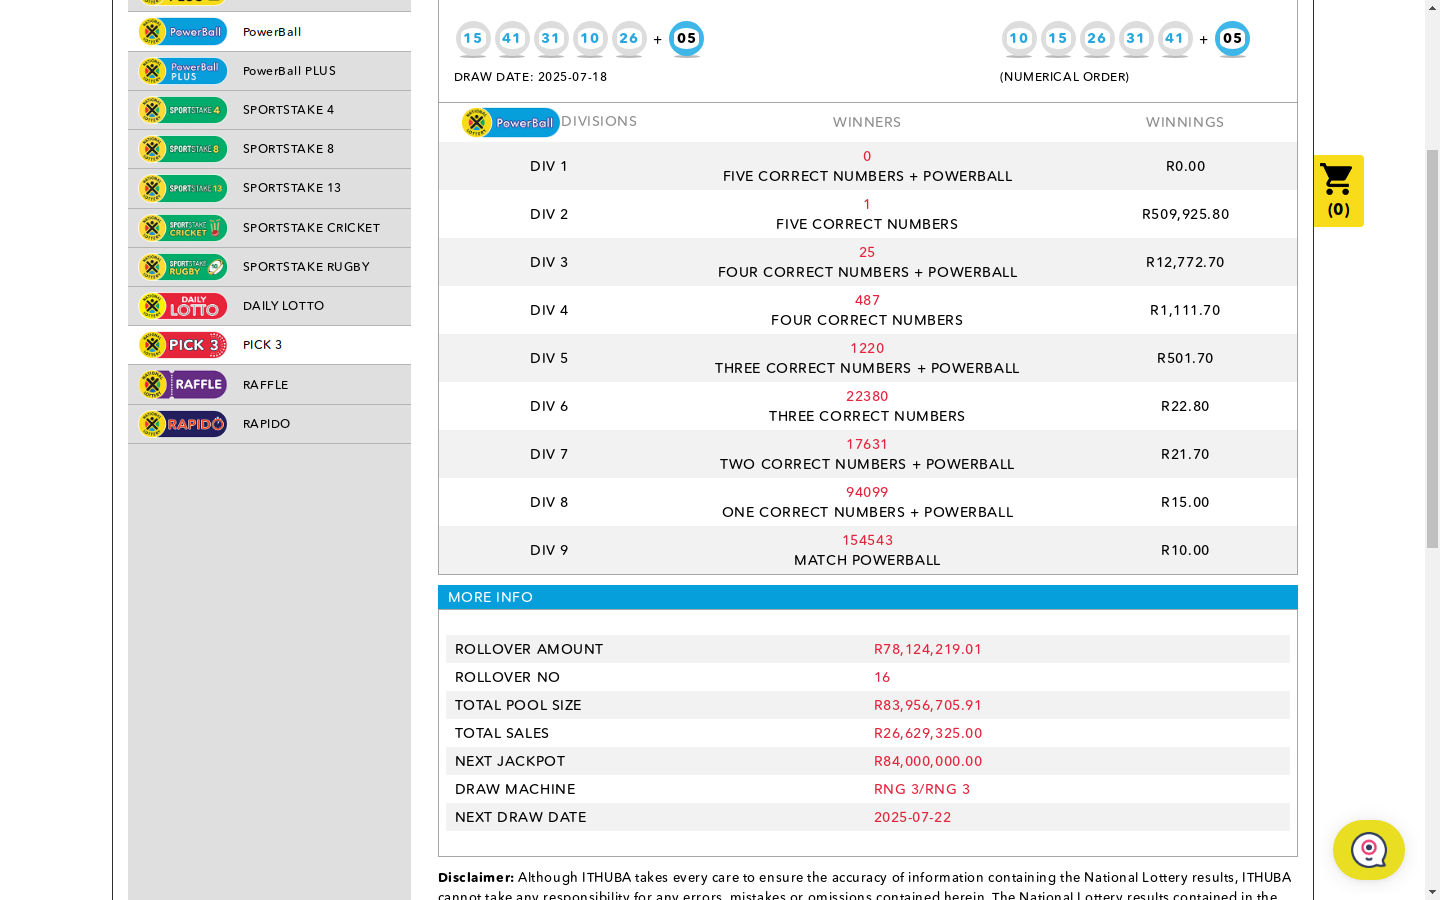 PowerBall PowerBall
PowerBall PLUS PowerBall PLUS
SPORTSTAKE 4 SPORTSTAKE 4
SPORTSTAKE 8 SPORTSTAKE 8
SPORTSTAKE 13 SPORTSTAKE 13
SPORTSTAKE CRICKET SPORTSTAKE CRICKET
SPORTSTAKE RUGBY SPORTSTAKE RUGBY
DAILY LOTTO DAILY LOTTO
PICK 3 PICK 3
RAFFLE RAFFLE
RAPIDO RAPIDO
15 41 31 10 26 + 05
DRAW DATE: 2025-07-18
10 15 26 31 41 + 05
(NUMERICAL ORDER)
PowerBall DIVISIONS WINNERS WINNINGS
DIV 1 0 FIVE CORRECT NUMBERS + POWERBALL R0.00
DIV 2 1 FIVE CORRECT NUMBERS R509,925.80
DIV 3 25 FOUR CORRECT NUMBERS + POWERBALL R12,772.70
DIV 4 487 FOUR CORRECT NUMBERS R1,111.70
DIV 5 1220 THREE CORRECT NUMBERS + POWERBALL R501.70
DIV 6 22380 THREE CORRECT NUMBERS R22.80
DIV 7 17631 TWO CORRECT NUMBERS + POWERBALL R21.70
DIV 8 94099 ONE CORRECT NUMBERS + POWERBALL R15.00
DIV 9 154543 MATCH POWERBALL R10.00
MORE INFO
ROLLOVER AMOUNT R78,124,219.01
ROLLOVER NO 16
TOTAL POOL SIZE R83,956,705.91
TOTAL SALES R26,629,325.00
NEXT JACKPOT R84,000,000.00
DRAW MACHINE RNG 3/RNG 3
NEXT DRAW DATE 2025-07-22
Disclaimer: Although ITHUBA takes every care to ensure the accuracy of information containing the National Lottery results, ITHUBA
cannot take any responsibility for any errors, mistakes or omissions contained herein. The National Lottery results contained in the
(0)